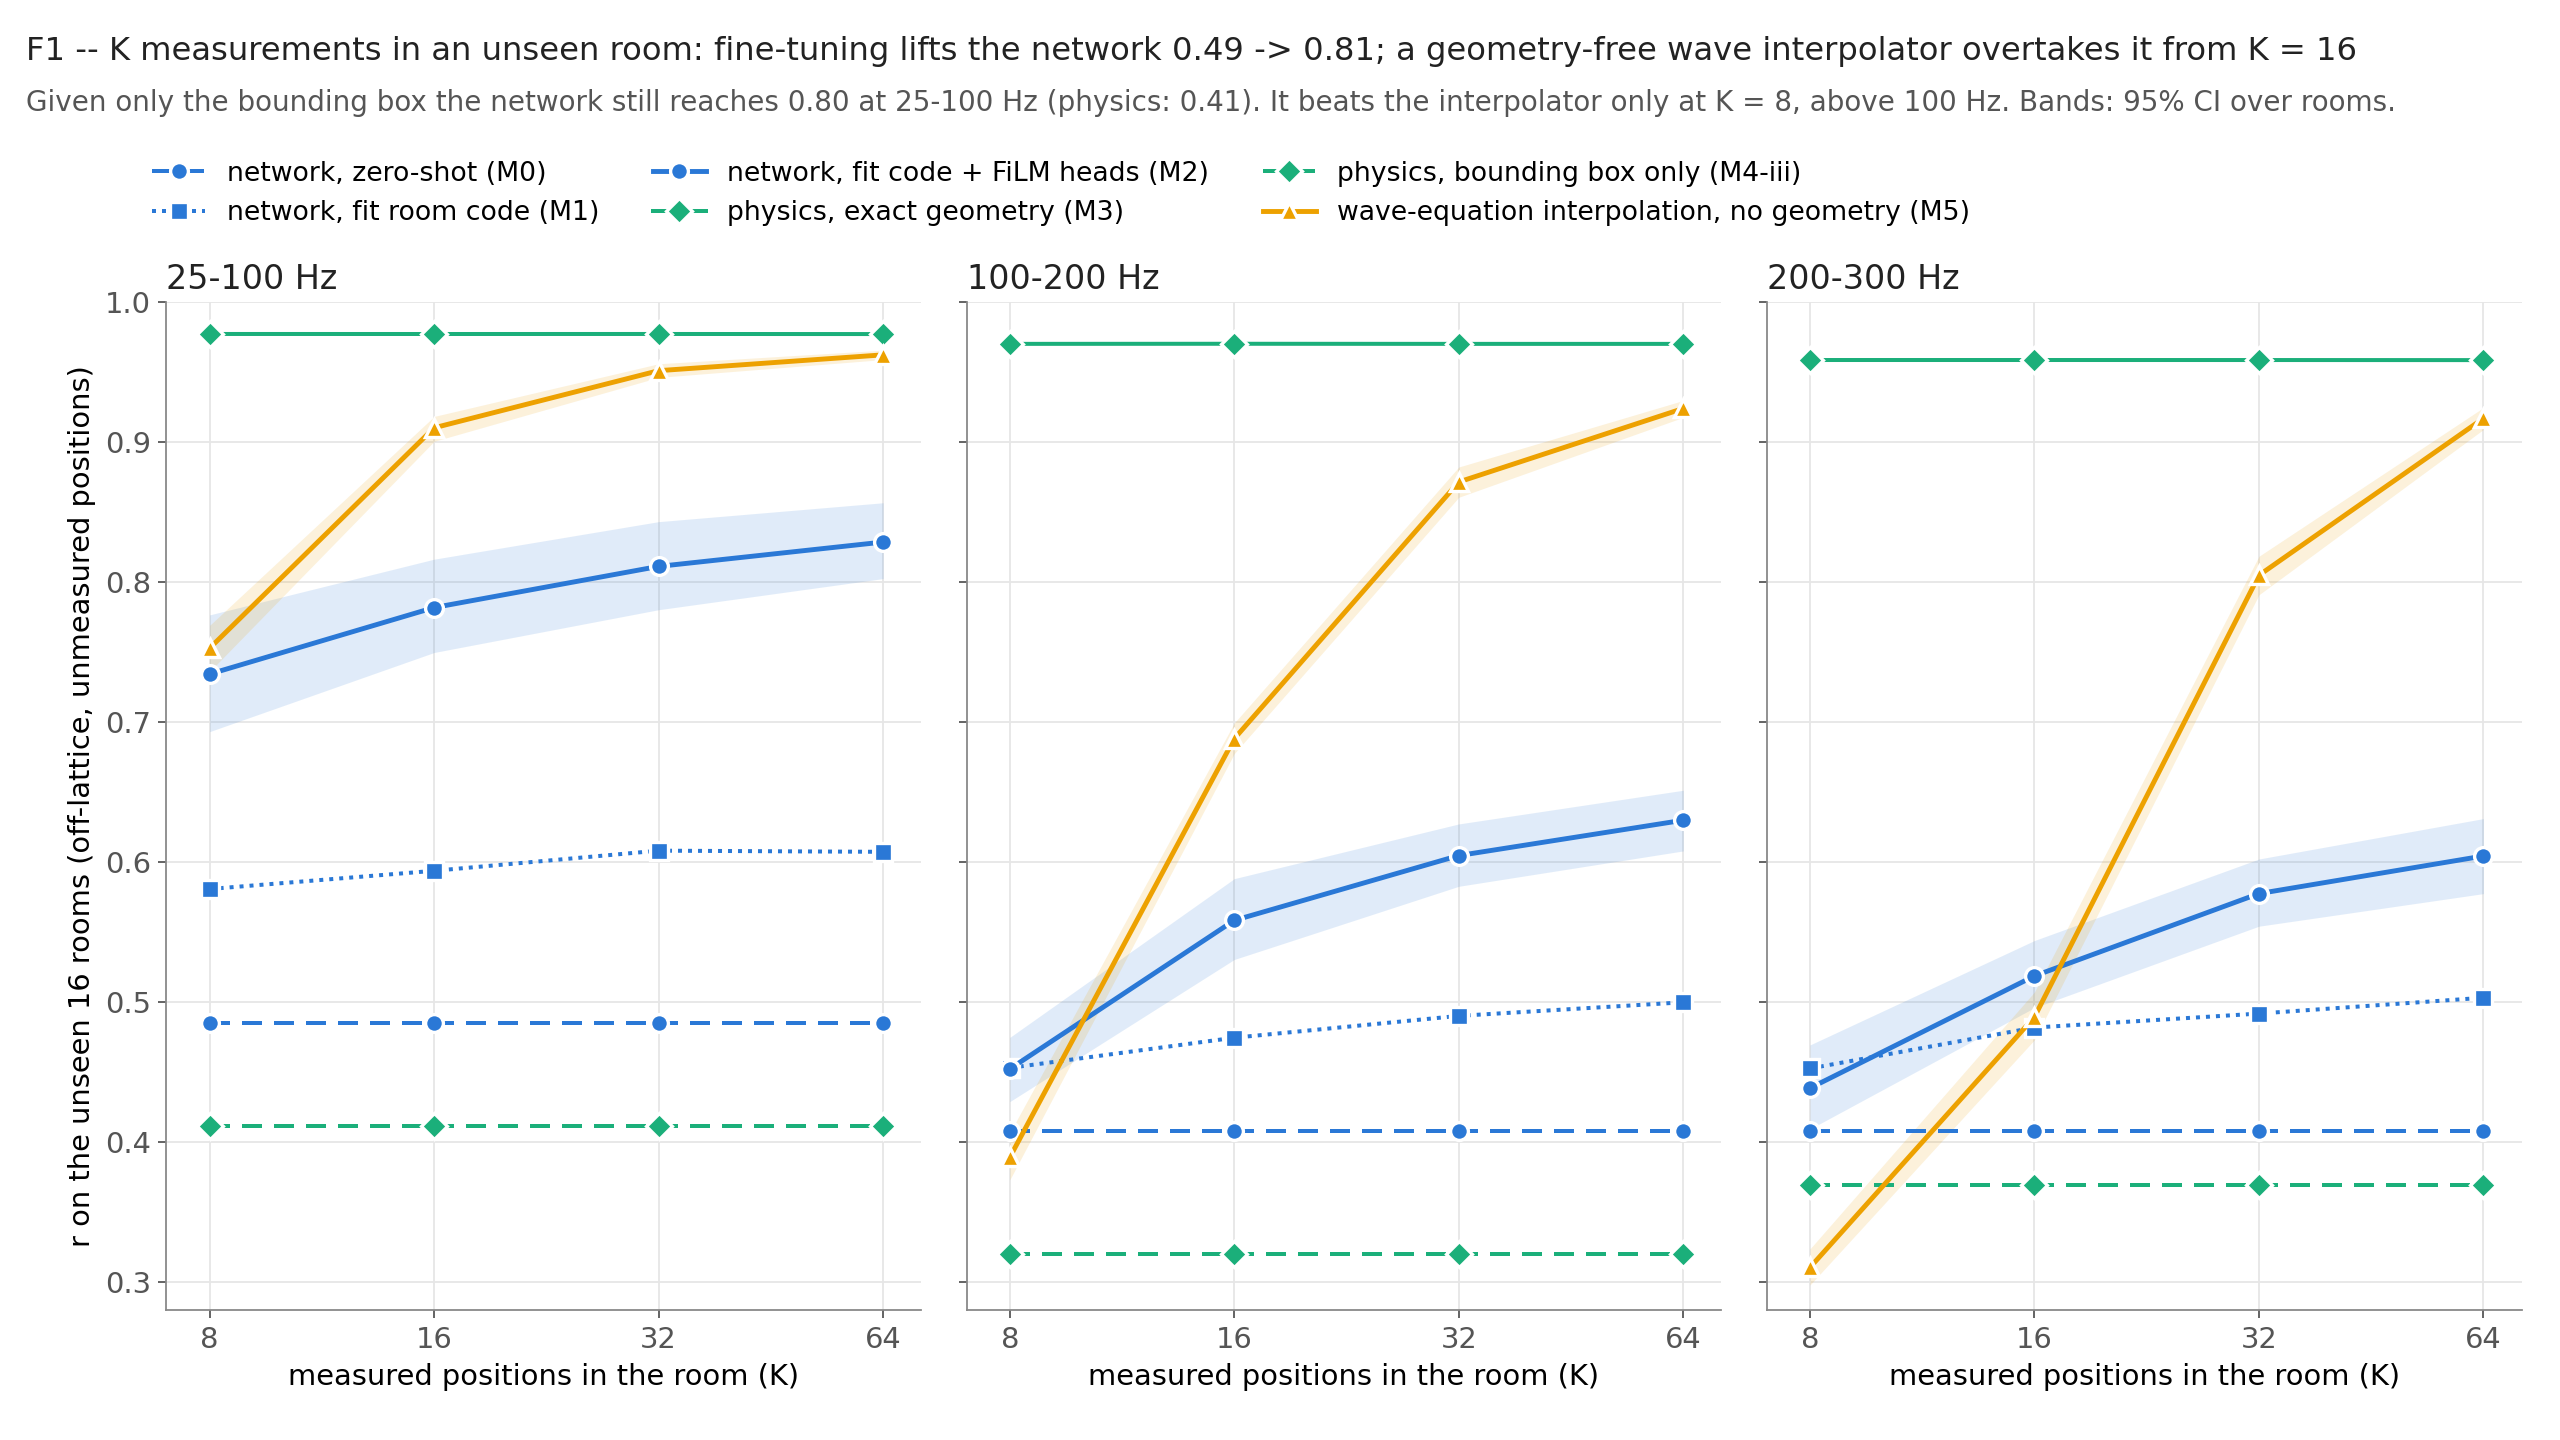 F1 -- K measurements in an unseen room: fine-tuning lifts the network 0.49 -> 0.81; a geometry-free wave interpolator overtakes it from K = 16
Given only the bounding box the network still reaches 0.80 at 25-100 Hz (physics: 0.41). It beats the interpolator only at K = 8, above 100 Hz. Bands: 95% CI over rooms.
network, zero-shot (M0)
network, fit room code (M1)
network, fit code + FiLM heads (M2)
physics, exact geometry (M3)
physics, bounding box only (M4-iii)
wave-equation interpolation, no geometry (M5)
r on the unseen 16 rooms (off-lattice, unmeasured positions)
25-100 Hz
1.0
0.9
0.8
0.7
0.6
0.5
0.4
0.3
8 16 32 64
measured positions in the room (K)
100-200 Hz
8 16 32 64
measured positions in the room (K)
200-300 Hz
8 16 32 64
measured positions in the room (K)